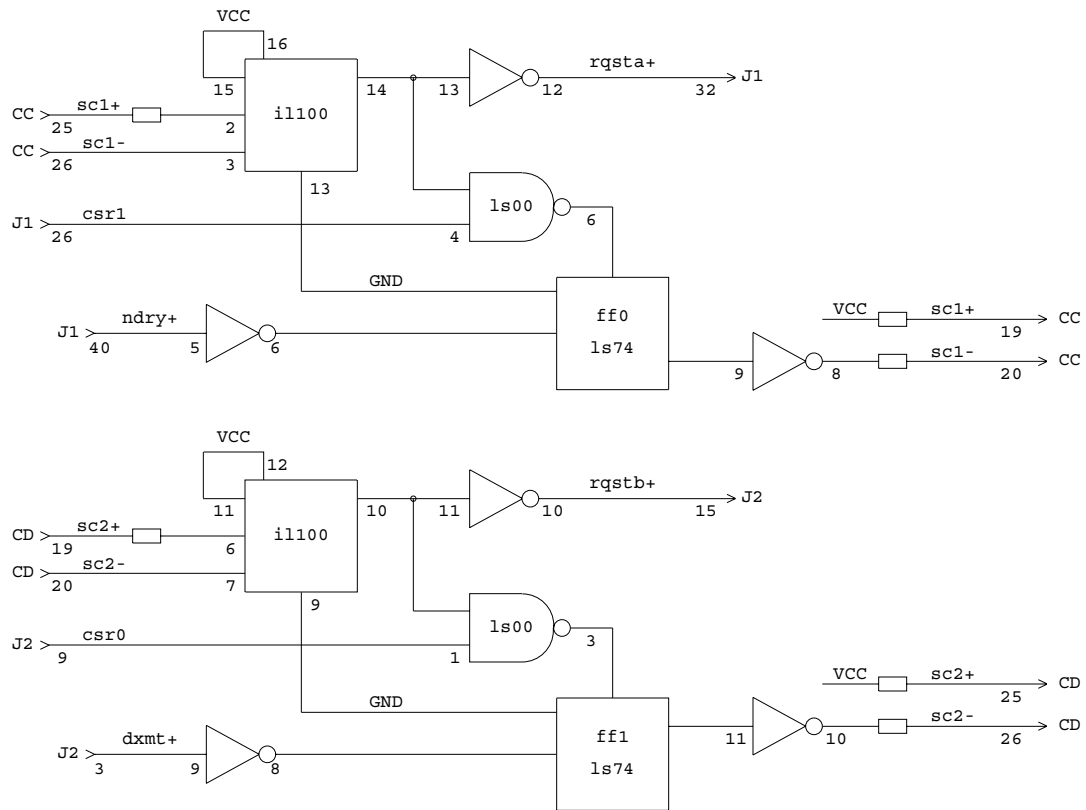 VCC
16
15 14 13 12 rqsta+ 32 J1
CC 25 sc1+ 2 il100
CC 26 sc1- 3
13
J1 26 csr1 4 ls00 6
GND
J1 40 ndry+ 5 6 ff0
ls74
VCC sc1+ 19 CC
9 8 sc1- 20 CC
VCC
12
11 10 11 10 rqstb+ 15 J2
CD 19 sc2+ 6 il100
CD 20 sc2- 7
9
J2 9 csr0 1 ls00 3
GND
J2 3 dxmt+ 9 8 ff1
ls74
VCC sc2+ 25 CD
11 10 sc2- 26 CD